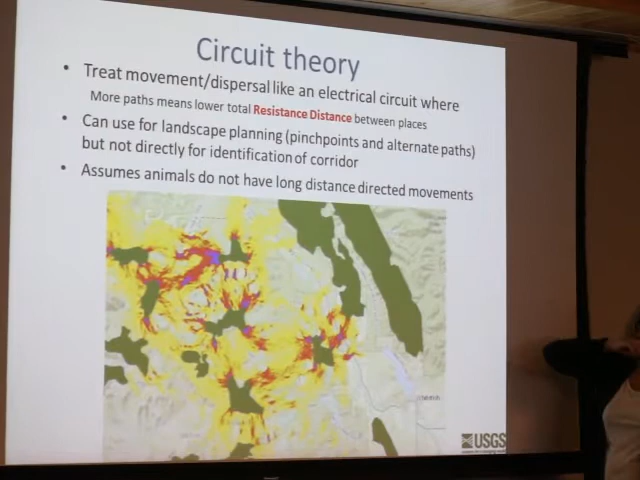 Circuit theory
• Treat movement/dispersal like an electrical circuit where
More paths means lower total Resistance Distance between places
• Can use for landscape planning (pinchpoints and alternate paths)
but not directly for identification of corridor
• Assumes animals do not have long distance directed movements
USGS